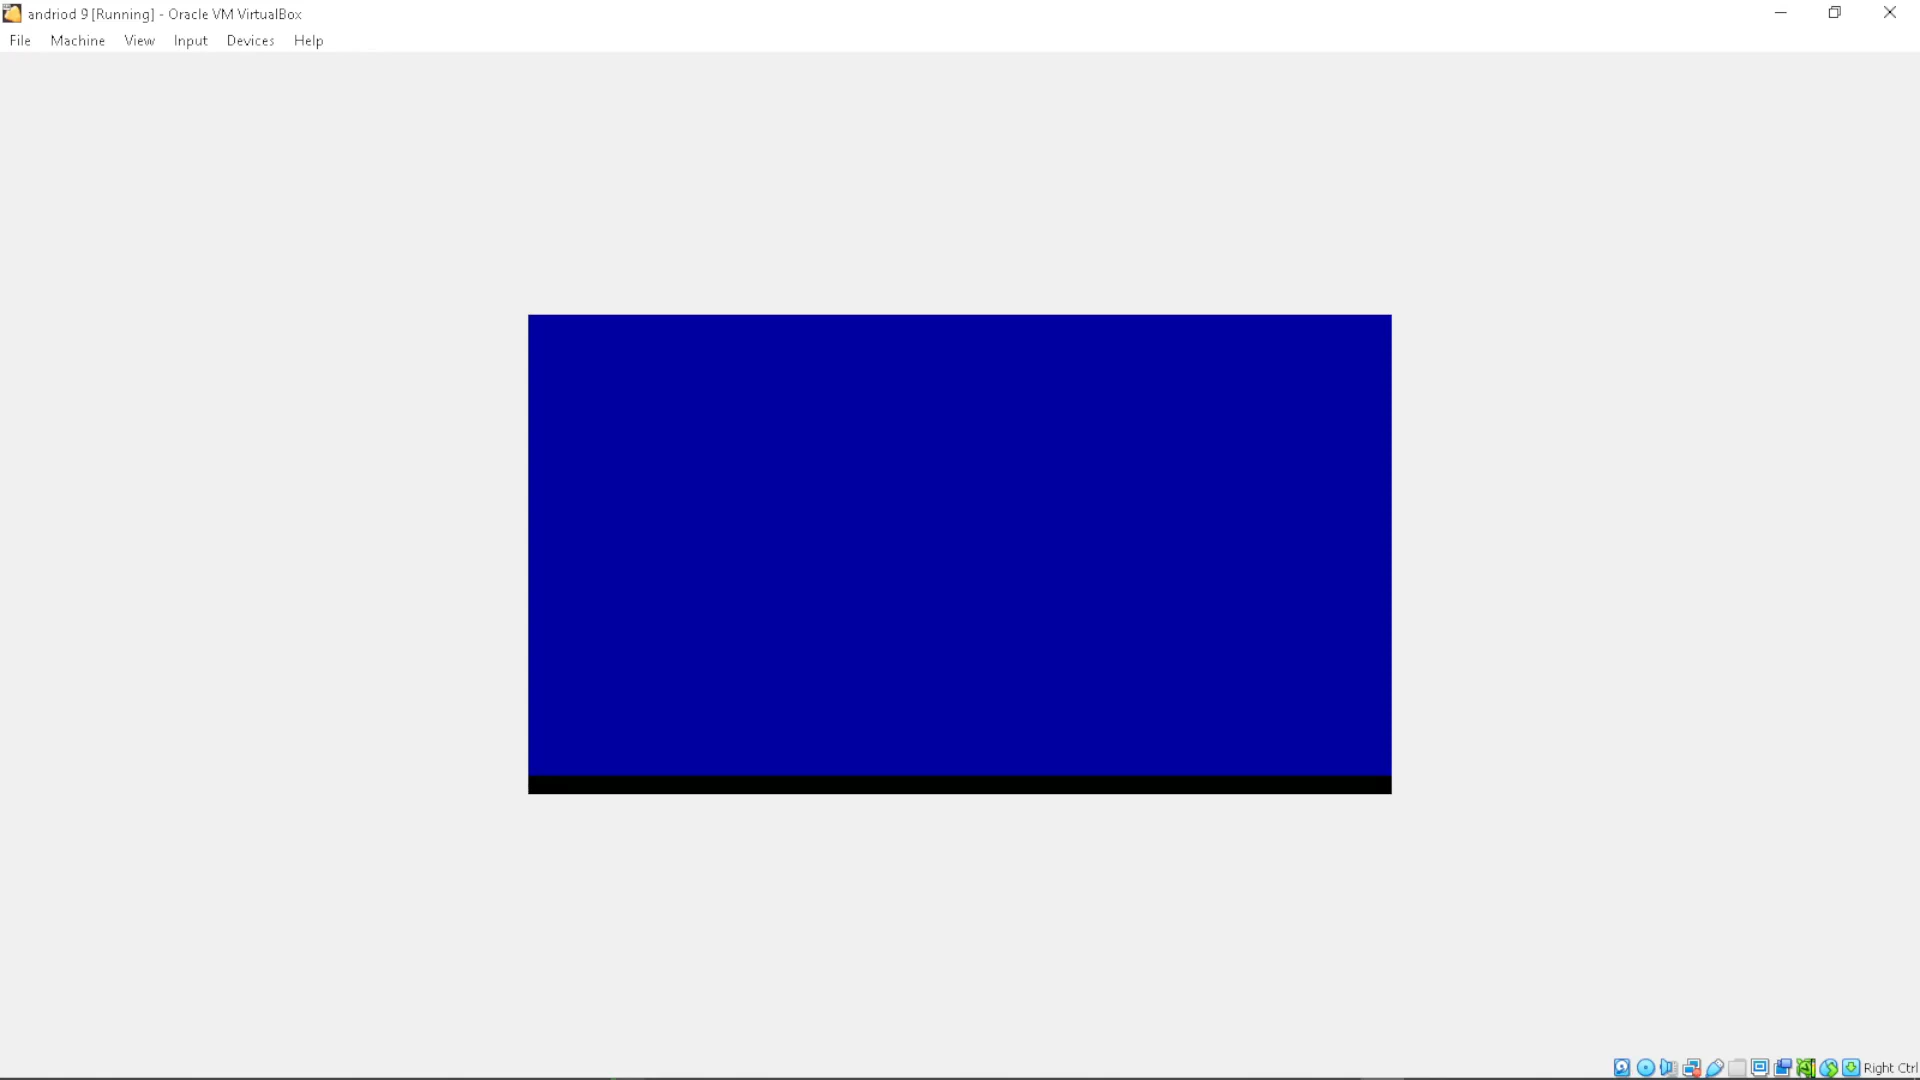 andriod 9 [Running] - Oracle VM VirtualBox
File Machine View Input Devices Help
Right Ctrl